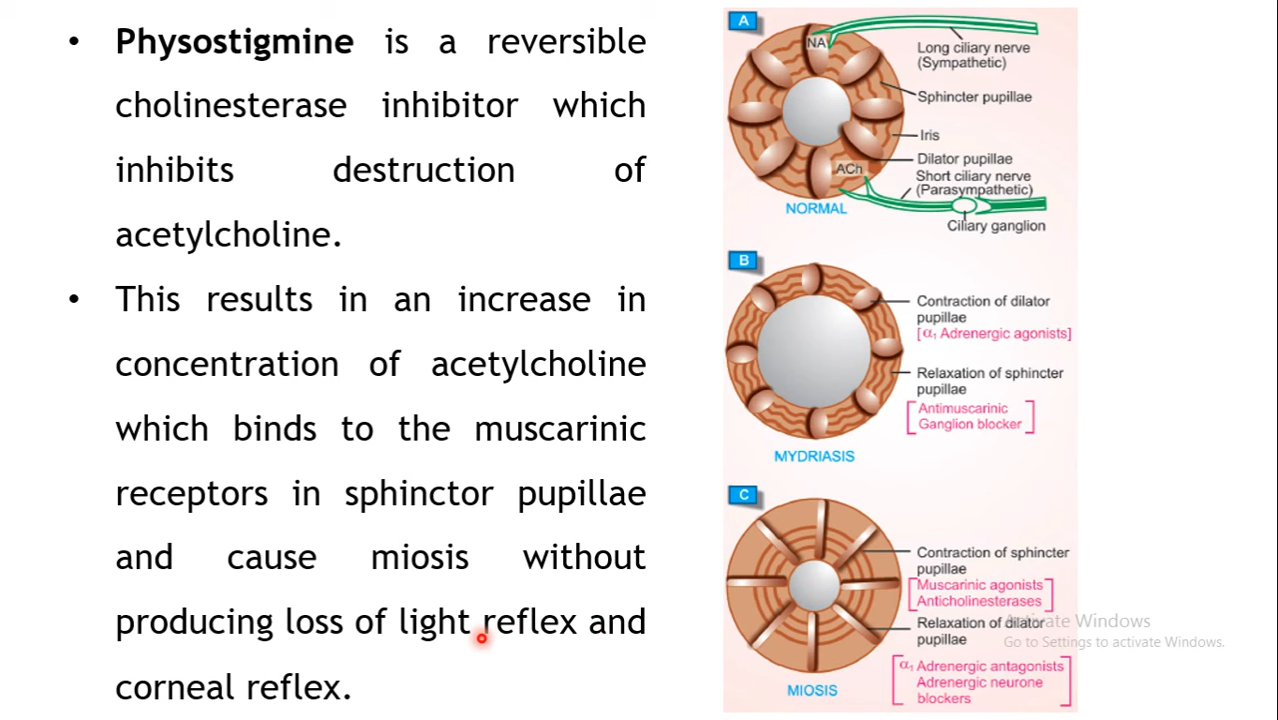 • Physostigmine is a reversible
cholinesterase inhibitor which
inhibits destruction of
acetylcholine.
• This results in an increase in
concentration of acetylcholine
which binds to the muscarinic
receptors in sphinctor pupillae
and cause miosis without
producing loss of light reflex and
corneal reflex.
A
NA
Long ciliary nerve
(Sympathetic)
Sphincter pupillae
Iris
Dilator pupillae
ACh
Short ciliary nerve
(Parasympathetic)
NORMAL
Ciliary ganglion
B
Contraction of dilator
pupillae
[α1 Adrenergic agonists]
Relaxation of sphincter
pupillae
[Antimuscarinic
Ganglion blocker]
MYDRIASIS
C
Contraction of sphincter
pupillae
[Muscarinic agonists
Anticholinesterases]
Relaxation of dilator
pupillae
[α1 Adrenergic antagonists
Adrenergic neurone
blockers]
MIOSIS
Activate Windows
Go to Settings to activate Windows.